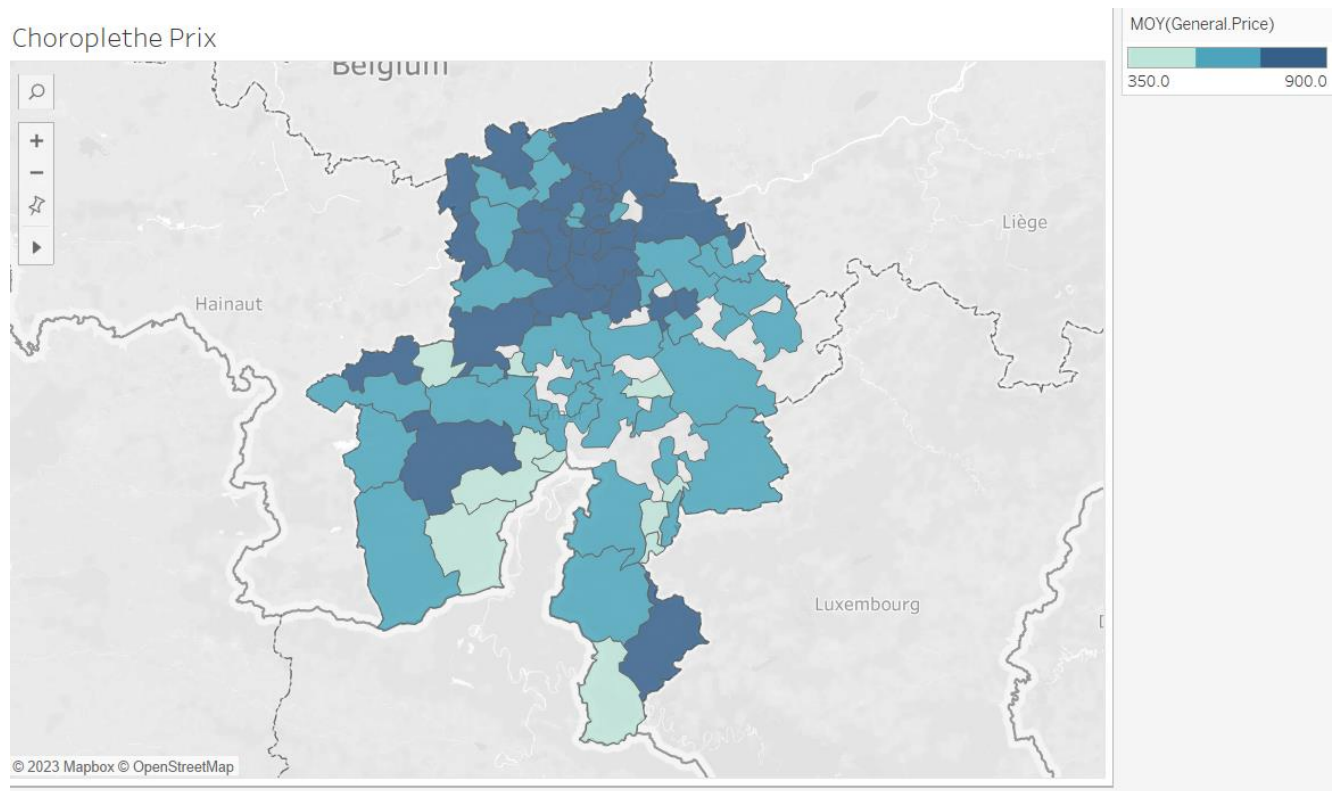 Choroplethe Prix
MOY(General.Price)
350.0
900.0
Belgium
Liège
Hainaut
Luxembourg
© 2023 Mapbox © OpenStreetMap